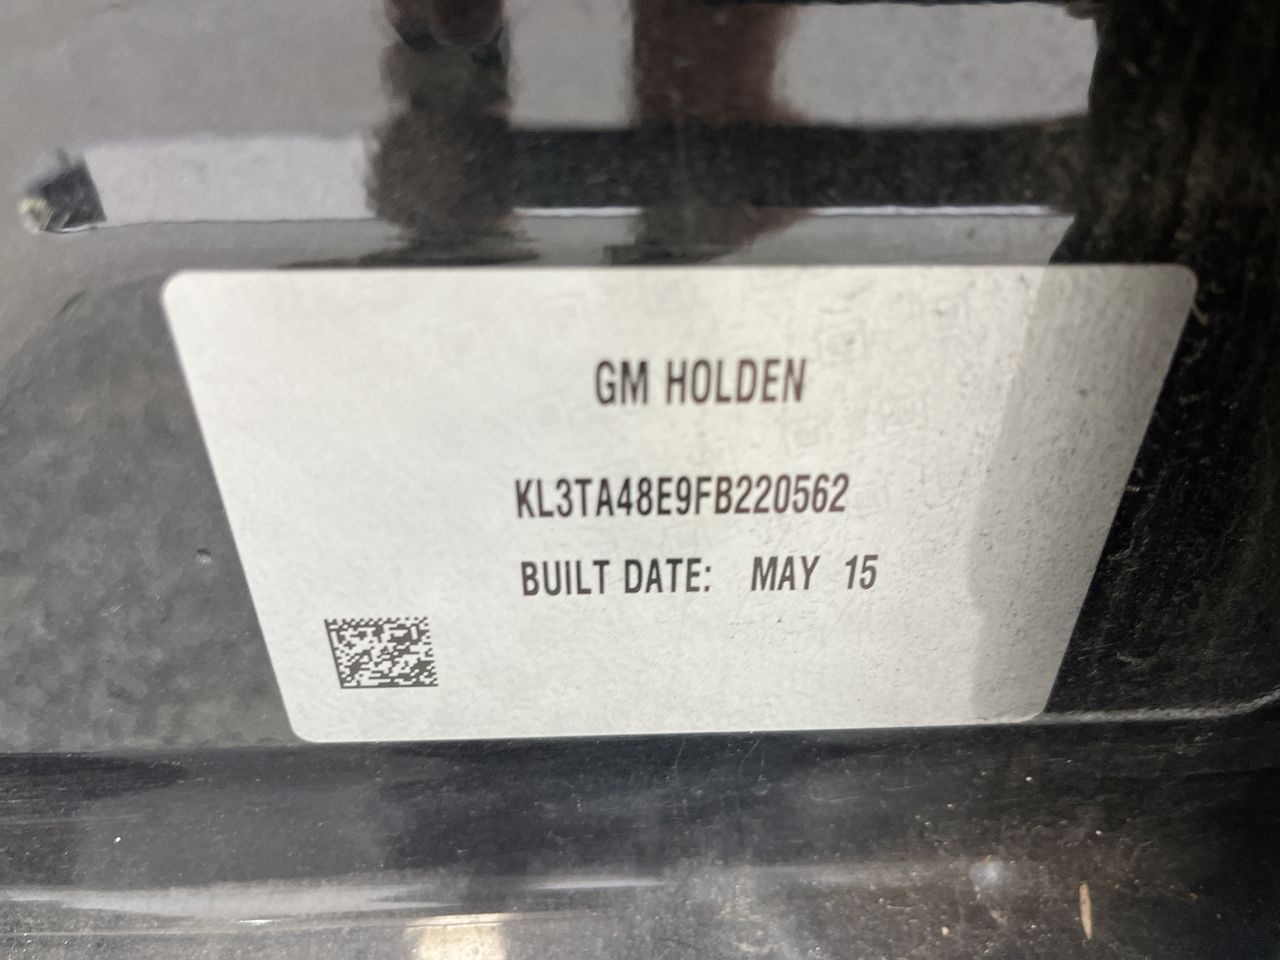 GM HOLDEN
KL3TA48E9FB220562
BUILT DATE: MAY 15